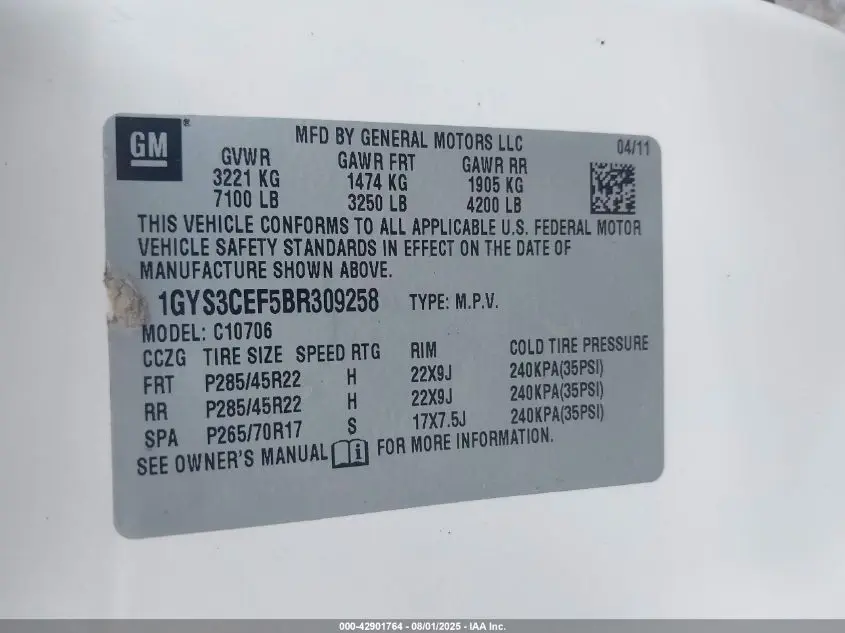 GM
MFD BY GENERAL MOTORS LLC
04/11
GVWR GAWR FRT GAWR RR
3221 KG 1474 KG 1905 KG
7100 LB 3250 LB 4200 LB
THIS VEHICLE CONFORMS TO ALL APPLICABLE U.S. FEDERAL MOTOR
VEHICLE SAFETY STANDARDS IN EFFECT ON THE DATE OF
MANUFACTURE SHOWN ABOVE.
1GYS3CEF5BR309258 TYPE: M.P.V.
MODEL: C10706
CCZG TIRE SIZE SPEED RTG RIM COLD TIRE PRESSURE
FRT P285/45R22 H 22X9J 240KPA(35PSI)
RR P285/45R22 H 22X9J 240KPA(35PSI)
SPA P265/70R17 S 17X7.5J 240KPA(35PSI)
SEE OWNER'S MANUAL i FOR MORE INFORMATION.
000-42901764 - 08/01/2025 - IAA Inc.